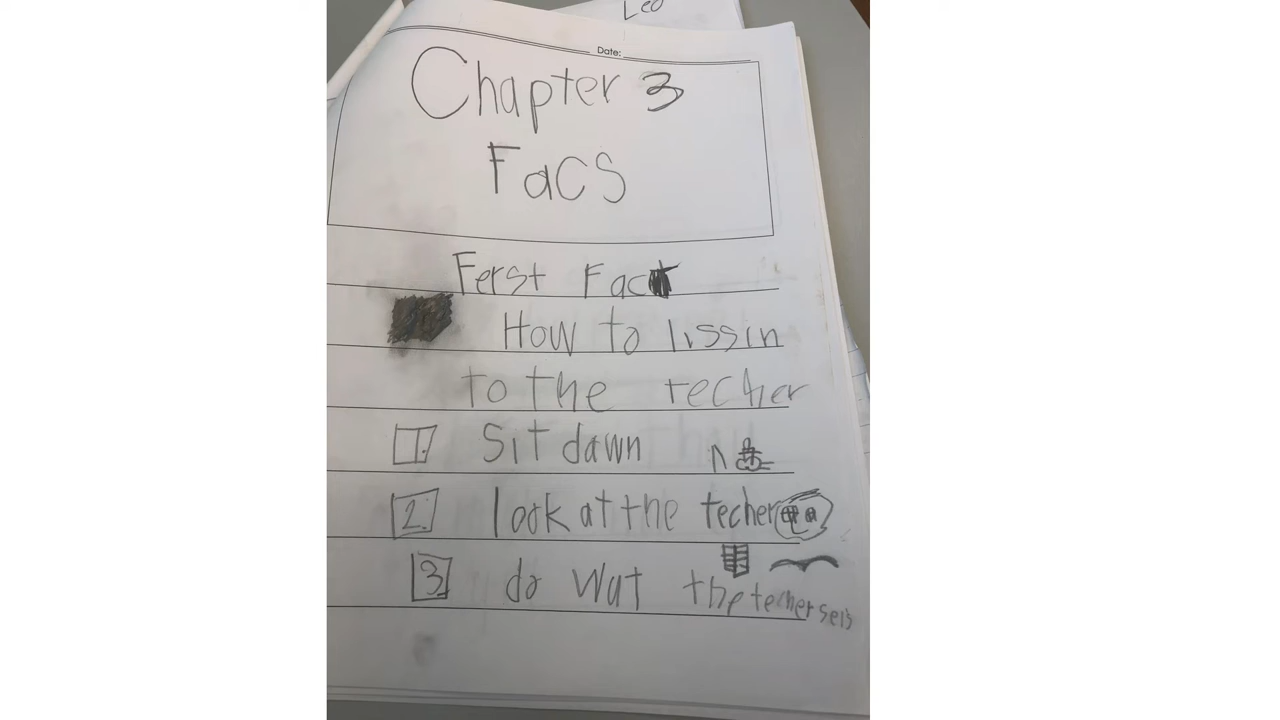 Leo
Date:
Chapter 3
Facs
Ferst Fact
How to lissin
to the techer
1. Sit dawn
2. look at the techer
3. do wat the techer seis